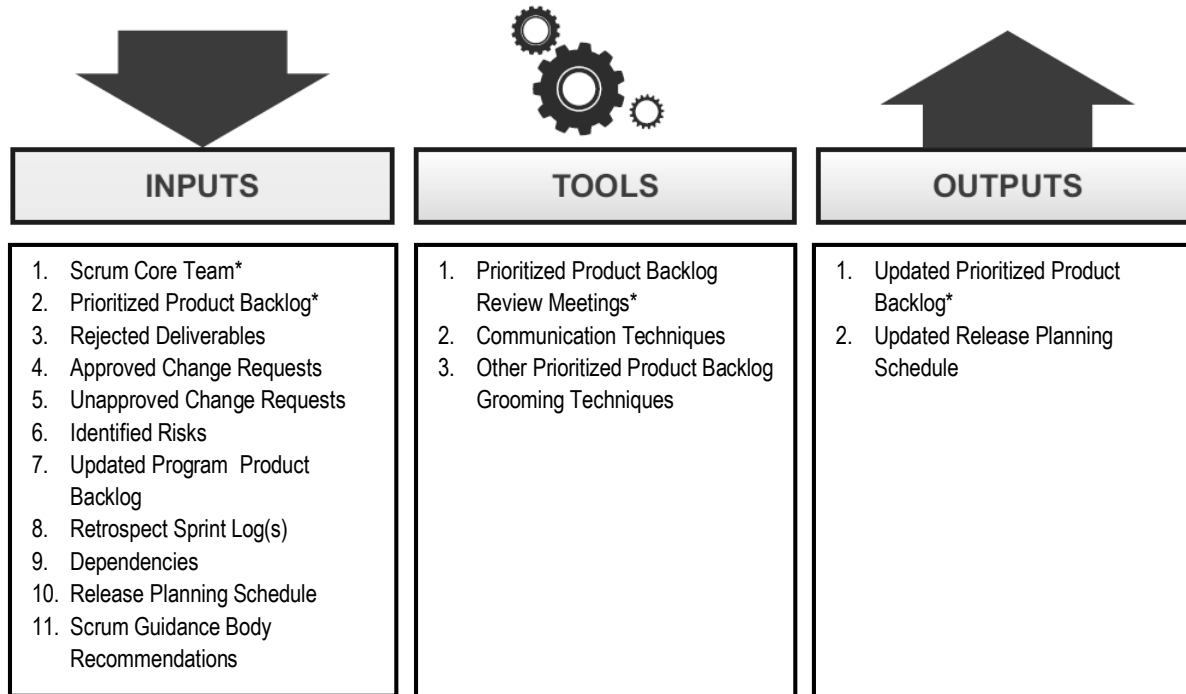 INPUTS
1. Scrum Core Team*
2. Prioritized Product Backlog*
3. Rejected Deliverables
4. Approved Change Requests
5. Unapproved Change Requests
6. Identified Risks
7. Updated Program  Product
Backlog
8. Retrospect Sprint Log(s)
9. Dependencies
10. Release Planning Schedule
11. Scrum Guidance Body
Recommendations
TOOLS
1. Prioritized Product Backlog
Review Meetings*
2. Communication Techniques
3. Other Prioritized Product Backlog
Grooming Techniques
OUTPUTS
1. Updated Prioritized Product
Backlog*
2. Updated Release Planning
Schedule